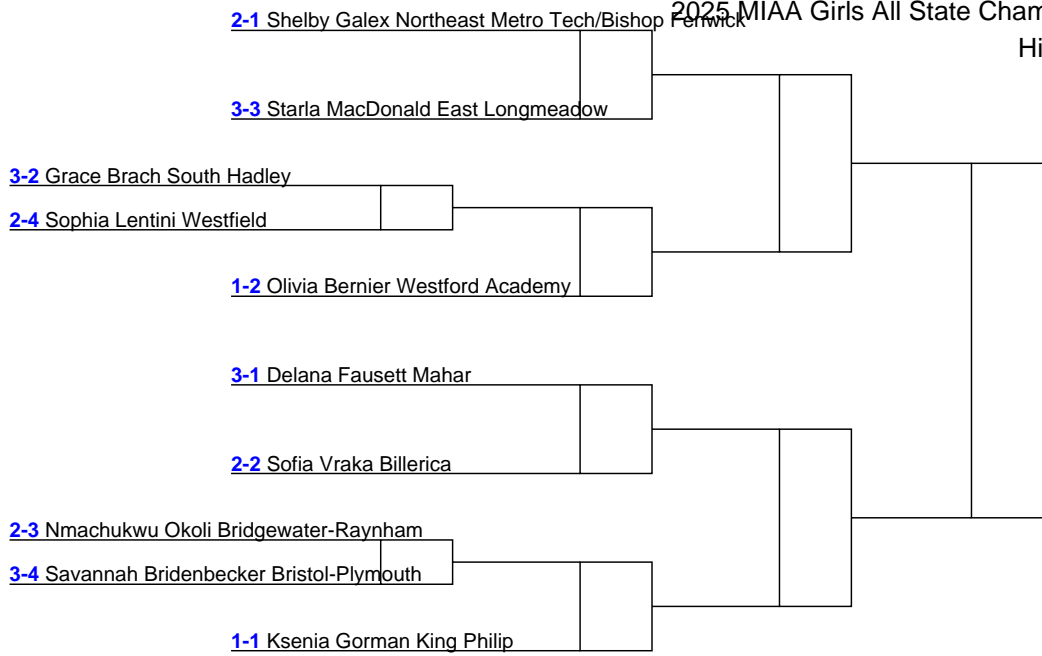 2-1 Shelby Galex Northeast Metro Tech/Bishop Fenwick
2025 MIAA Girls All State Cham
Hi
3-3 Starla MacDonald East Longmeadow
3-2 Grace Brach South Hadley
2-4 Sophia Lentini Westfield
1-2 Olivia Bernier Westford Academy
3-1 Delana Fausett Mahar
2-2 Sofia Vraka Billerica
2-3 Nmachukwu Okoli Bridgewater-Raynham
3-4 Savannah Bridenbecker Bristol-Plymouth
1-1 Ksenia Gorman King Philip